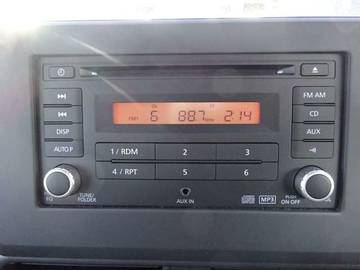 FM·AM
6 88.7 2:14
CD
DISP
AUX
AUTO P
1 / RDM 2 3
4 / RPT 5 6
TUNE/
FOLDER
AUX IN
MP3
PUSH
ON OFF